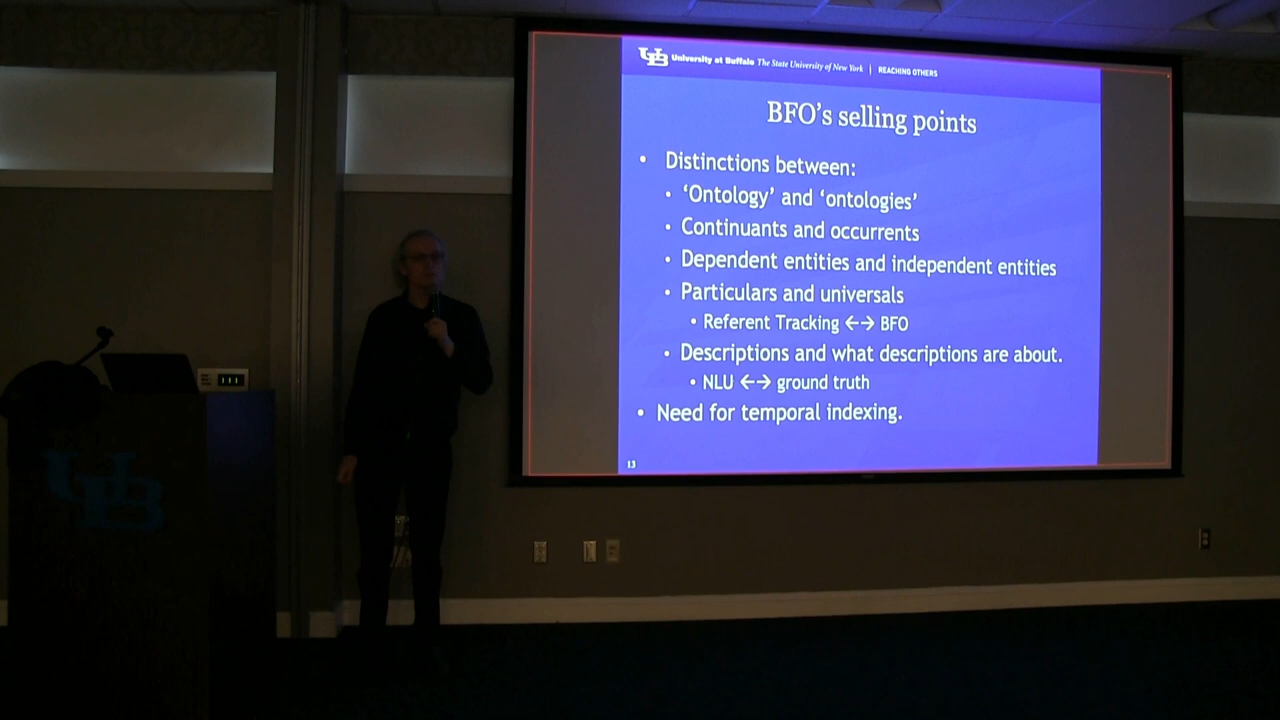 UB University at Buffalo The State University of New York | REACHING OTHERS
BFO's selling points
• Distinctions between:
• 'Ontology' and 'ontologies'
• Continuants and occurrents
• Dependent entities and independent entities
• Particulars and universals
• Referent Tracking ←→ BFO
• Descriptions and what descriptions are about.
• NLU ←→ ground truth
• Need for temporal indexing.
13
UB